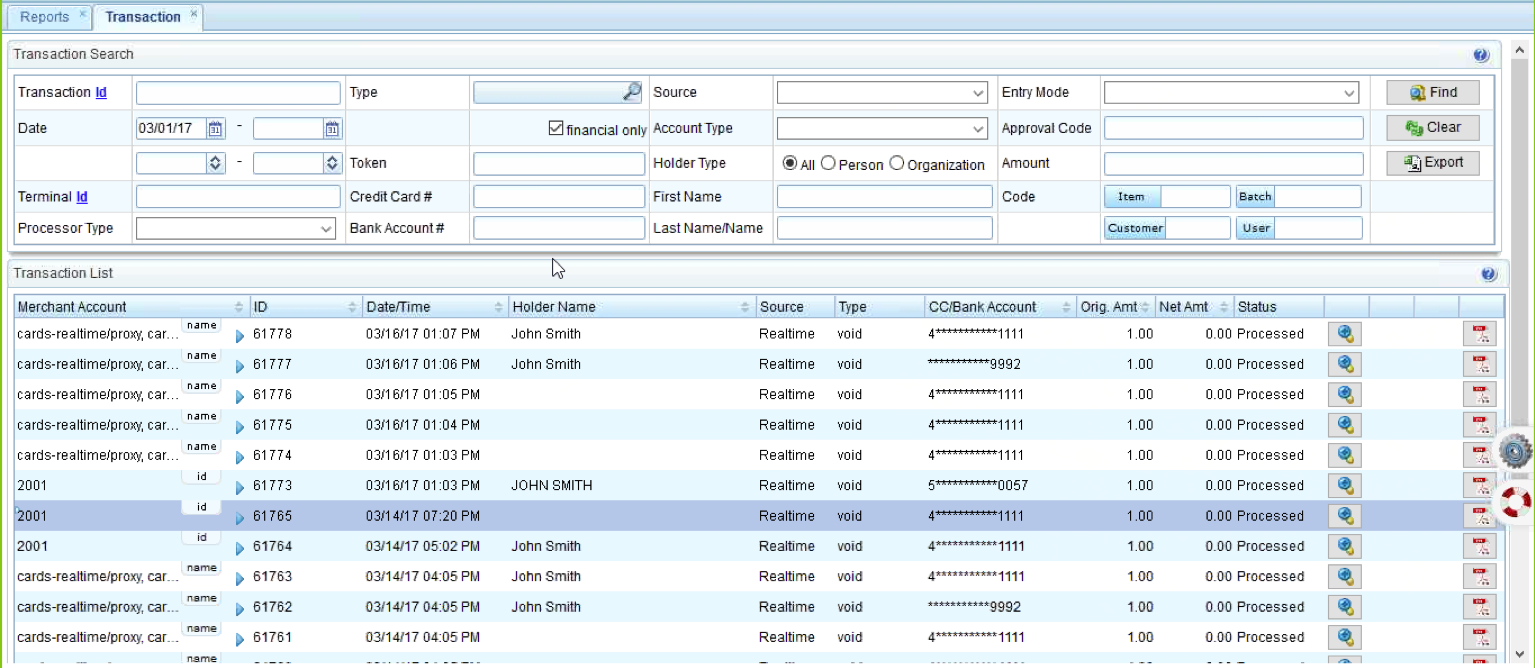 Reports Transaction
Transaction Search
Transaction Id Type Source Entry Mode Find
Date 03/01/17 - financial only Account Type Approval Code Clear
- Token Holder Type All Person Organization Amount Export
Terminal Id Credit Card # First Name Code Item Batch
Processor Type Bank Account # Last Name/Name Customer User
Transaction List
Merchant Account ID Date/Time Holder Name Source Type CC/Bank Account Orig. Amt Net Amt Status
cards-realtime/proxy, car... name 61778 03/16/17 01:07 PM John Smith Realtime void 4***********1111 1.00 0.00 Processed
cards-realtime/proxy, car... name 61777 03/16/17 01:06 PM John Smith Realtime void ***********9992 1.00 0.00 Processed
cards-realtime/proxy, car... name 61776 03/16/17 01:05 PM Realtime void 4***********1111 1.00 0.00 Processed
cards-realtime/proxy, car... name 61775 03/16/17 01:04 PM Realtime void 4***********1111 1.00 0.00 Processed
cards-realtime/proxy, car... name 61774 03/16/17 01:03 PM Realtime void 4***********1111 1.00 0.00 Processed
2001 id 61773 03/16/17 01:03 PM JOHN SMITH Realtime void 5***********0057 1.00 0.00 Processed
2001 id 61765 03/14/17 07:20 PM Realtime void 4***********1111 1.00 0.00 Processed
2001 id 61764 03/14/17 05:02 PM John Smith Realtime void 4***********1111 1.00 0.00 Processed
cards-realtime/proxy, car... name 61763 03/14/17 04:05 PM John Smith Realtime void 4***********1111 1.00 0.00 Processed
cards-realtime/proxy, car... name 61762 03/14/17 04:05 PM John Smith Realtime void ***********9992 1.00 0.00 Processed
cards-realtime/proxy, car... name 61761 03/14/17 04:05 PM Realtime void 4***********1111 1.00 0.00 Processed
name